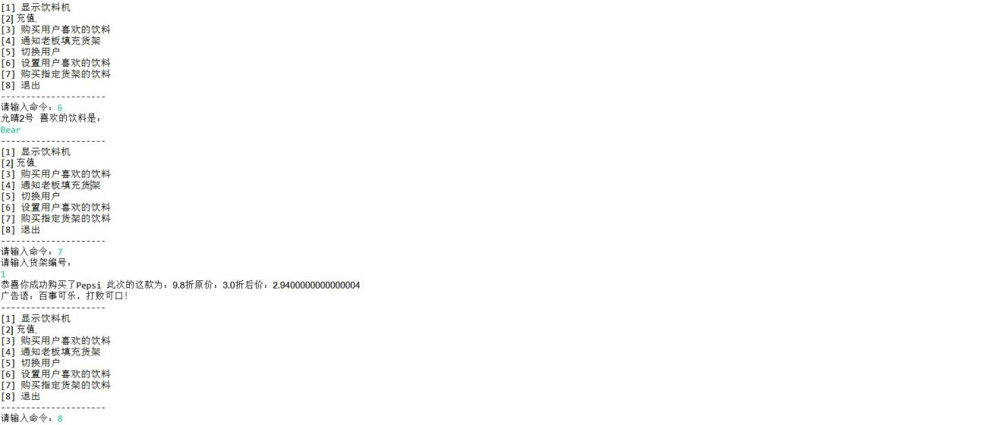 [1] 显示饮料机
[2] 充值
[3] 购买用户喜欢的饮料
[4] 通知老板填充货架
[5] 切换用户
[6] 设置用户喜欢的饮料
[7] 购买指定货架的饮料
[8] 退出
---------------------
请输入命令：6
允晴2号 喜欢的饮料是：
Bear
---------------------
[1] 显示饮料机
[2] 充值
[3] 购买用户喜欢的饮料
[4] 通知老板填充货架
[5] 切换用户
[6] 设置用户喜欢的饮料
[7] 购买指定货架的饮料
[8] 退出
---------------------
请输入命令：7
请输入货架编号：
1
恭喜你成功购买了Pepsi 此次的这款为：9.8折原价：3.0折后价：2.9400000000000004
广告语：百事可乐，打败可口！
---------------------
[1] 显示饮料机
[2] 充值
[3] 购买用户喜欢的饮料
[4] 通知老板填充货架
[5] 切换用户
[6] 设置用户喜欢的饮料
[7] 购买指定货架的饮料
[8] 退出
---------------------
请输入命令：8